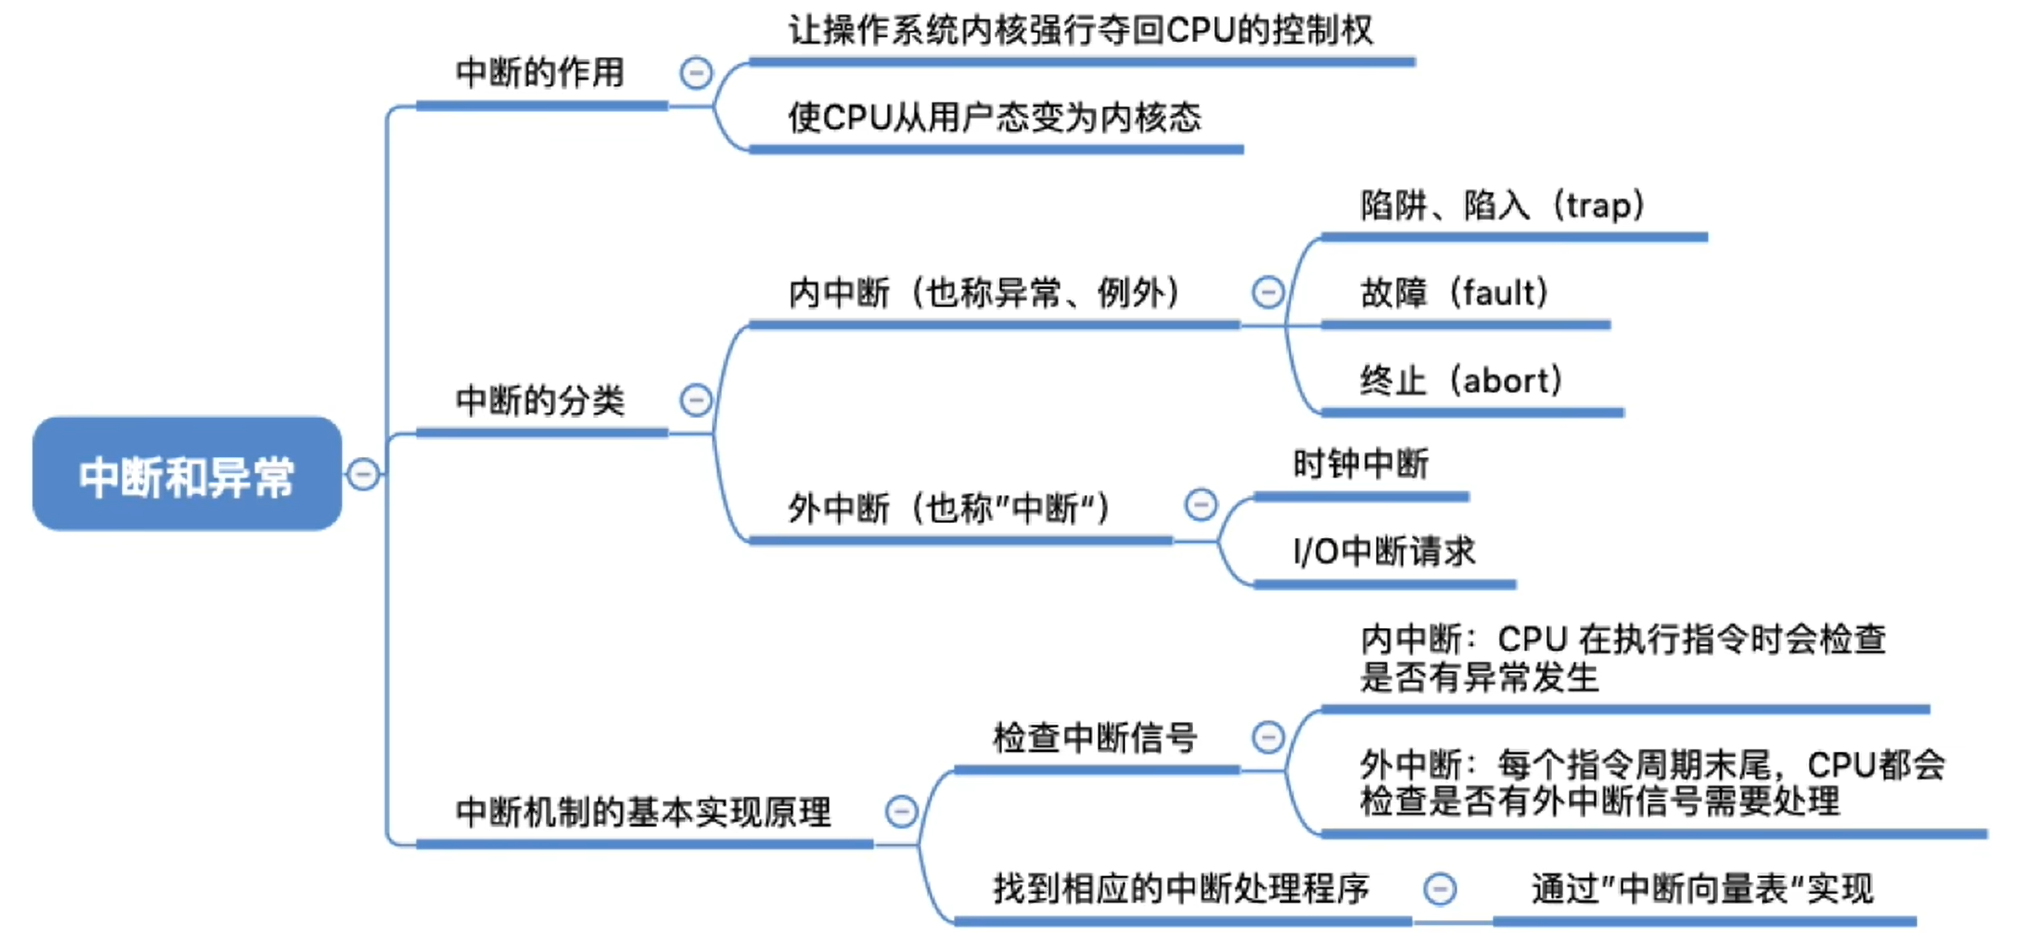 让操作系统内核强行夺回CPU的控制权
中断的作用
使CPU从用户态变为内核态
陷阱、陷入（trap）
内中断（也称异常、例外）
故障（fault）
终止（abort）
中断的分类
中断和异常
时钟中断
外中断（也称”中断“）
I/O中断请求
内中断：CPU 在执行指令时会检查
是否有异常发生
检查中断信号
外中断：每个指令周期末尾，CPU都会
检查是否有外中断信号需要处理
中断机制的基本实现原理
找到相应的中断处理程序
通过”中断向量表“实现